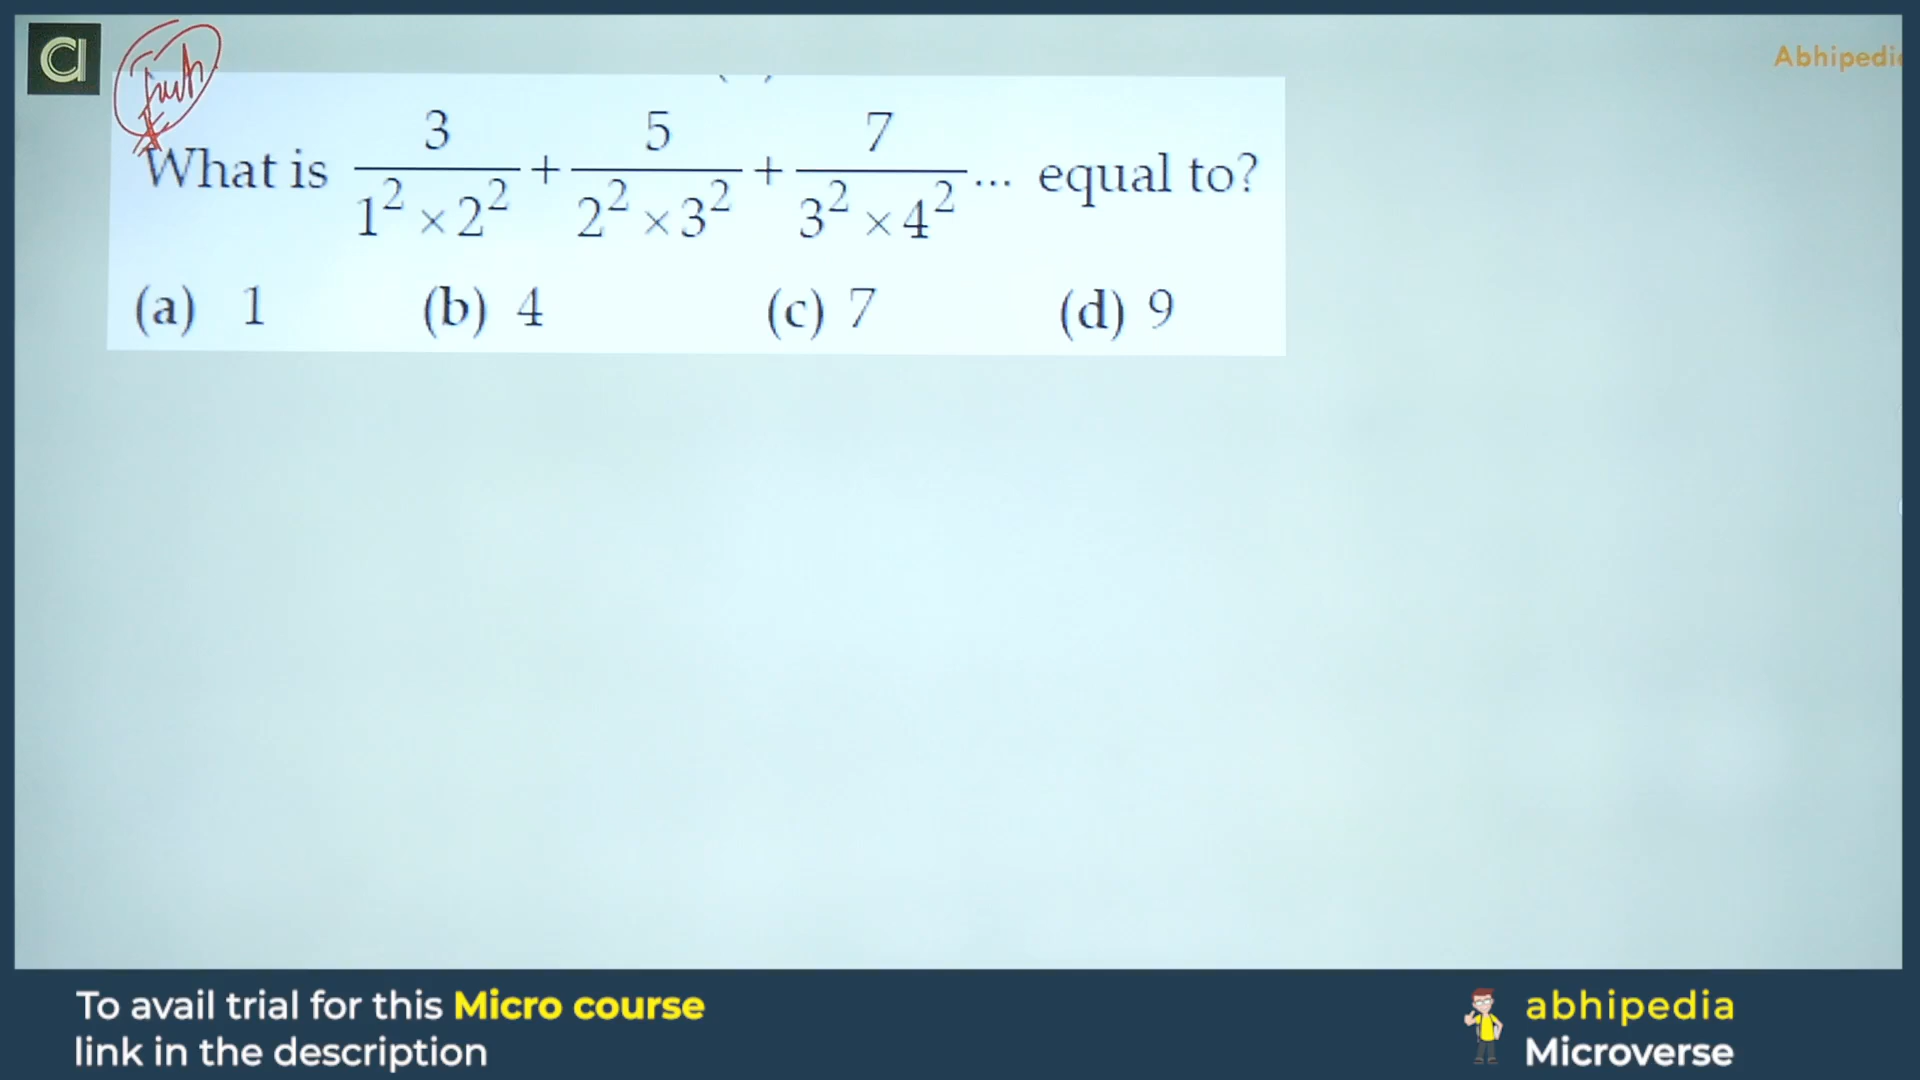 a
Abhipedi
What is 3/(1² × 2²) + 5/(2² × 3²) + 7/(3² × 4²) ... equal to?
(a) 1 (b) 4 (c) 7 (d) 9
To avail trial for this Micro course
link in the description
abhipedia
Microverse